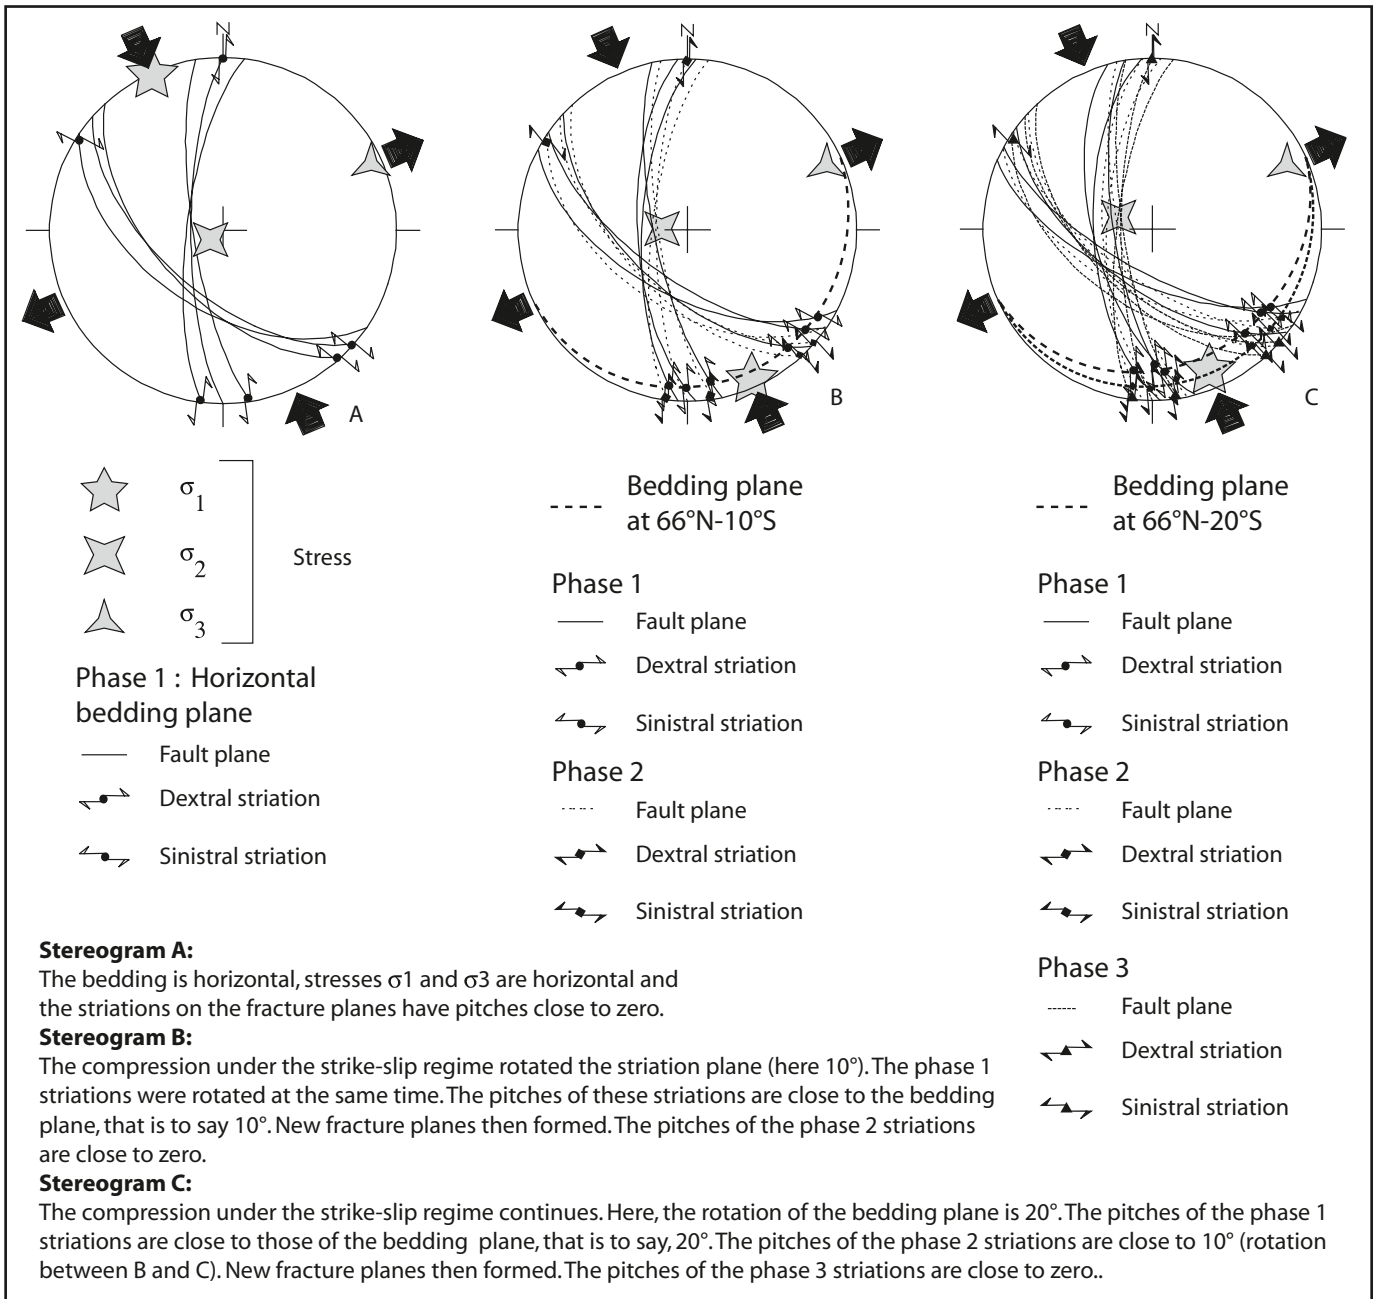 N
N
N
A
B
C
σ1
σ2
σ3
Stress
Phase 1 : Horizontal
bedding plane
Fault plane
Dextral striation
Sinistral striation
Bedding plane
at 66°N-10°S
Phase 1
Fault plane
Dextral striation
Sinistral striation
Phase 2
Fault plane
Dextral striation
Sinistral striation
Bedding plane
at 66°N-20°S
Phase 1
Fault plane
Dextral striation
Sinistral striation
Phase 2
Fault plane
Dextral striation
Sinistral striation
Phase 3
Fault plane
Dextral striation
Sinistral striation
Stereogram A:
The bedding is horizontal, stresses σ1 and σ3 are horizontal and
the striations on the fracture planes have pitches close to zero.
Stereogram B:
The compression under the strike-slip regime rotated the striation plane (here 10°). The phase 1
striations were rotated at the same time. The pitches of these striations are close to the bedding
plane, that is to say 10°. New fracture planes then formed. The pitches of the phase 2 striations
are close to zero.
Stereogram C:
The compression under the strike-slip regime continues. Here, the rotation of the bedding plane is 20°. The pitches of the phase 1
striations are close to those of the bedding plane, that is to say, 20°. The pitches of the phase 2 striations are close to 10° (rotation
between B and C). New fracture planes then formed. The pitches of the phase 3 striations are close to zero..